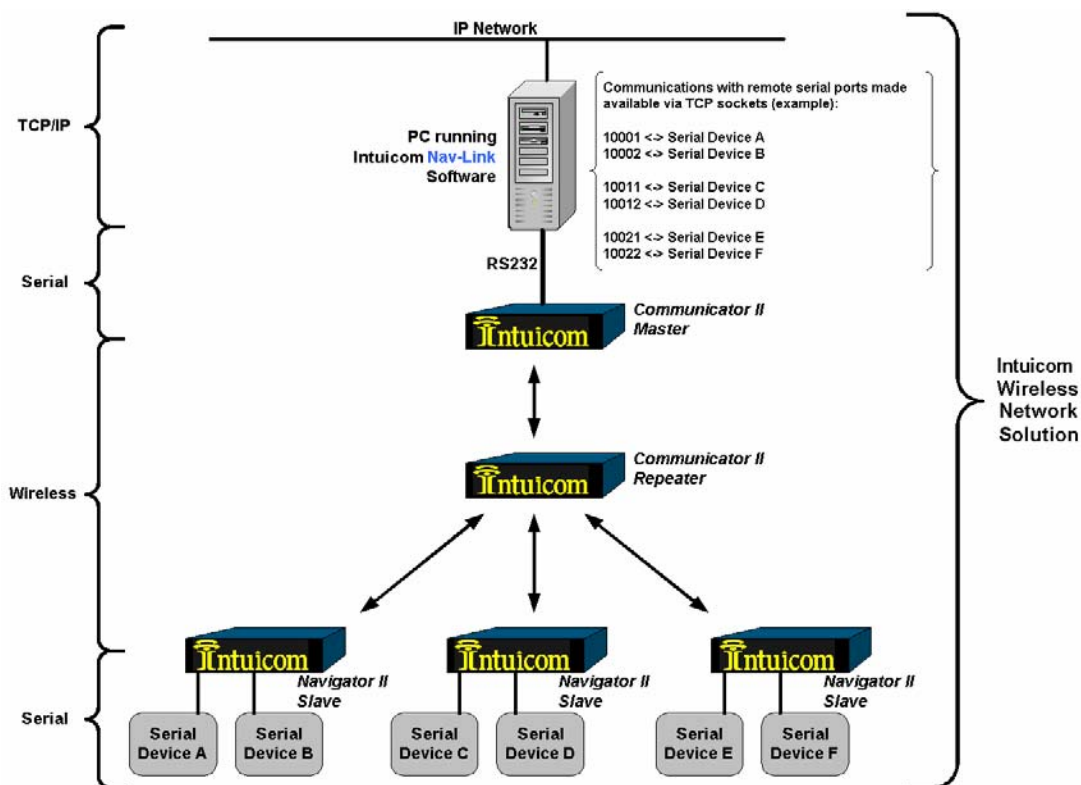 IP Network
Communications with remote serial ports made
available via TCP sockets (example):
TCP/IP
PC running
Intuicom Nav-Link
Software
10001 <-> Serial Device A
10002 <-> Serial Device B
10011 <-> Serial Device C
10012 <-> Serial Device D
10021 <-> Serial Device E
10022 <-> Serial Device F
RS232
Serial
Communicator II
Master
Intuicom
Intuicom
Wireless
Network
Solution
Communicator II
Repeater
Intuicom
Wireless
Intuicom
Intuicom
Intuicom
Navigator II
Slave
Navigator II
Slave
Navigator II
Slave
Serial
Serial
Device A
Serial
Device B
Serial
Device C
Serial
Device D
Serial
Device E
Serial
Device F